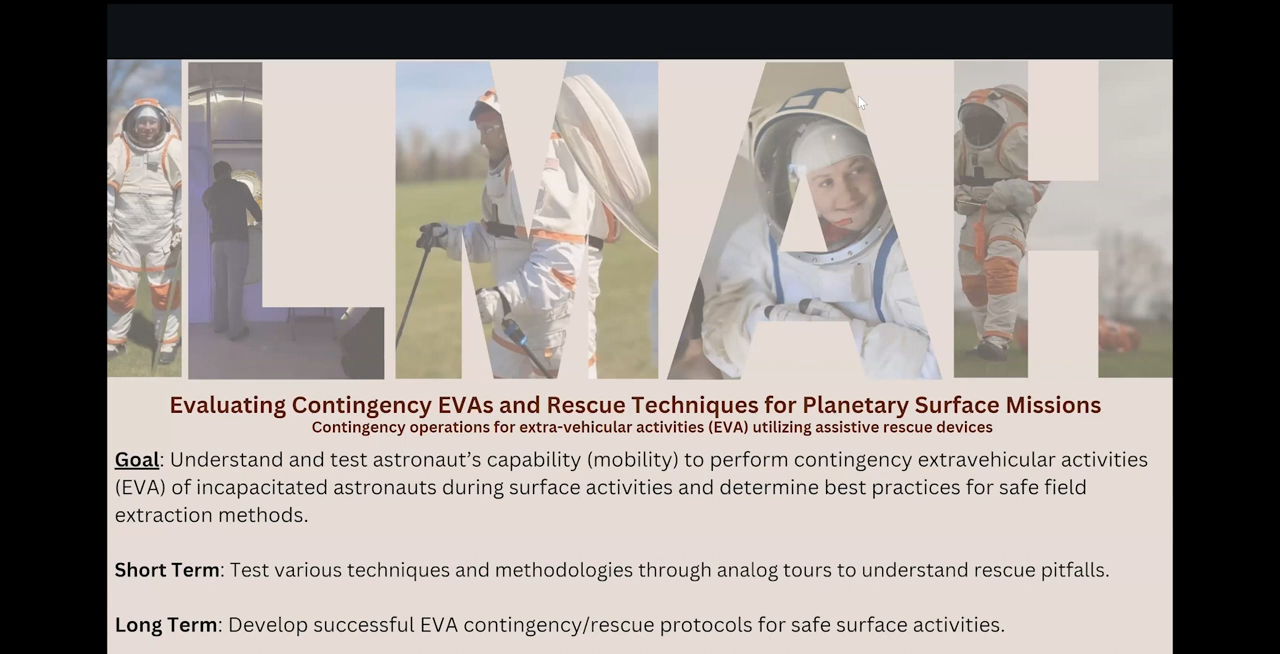 ILMAH
Evaluating Contingency EVAs and Rescue Techniques for Planetary Surface Missions
Contingency operations for extra-vehicular activities (EVA) utilizing assistive rescue devices
Goal: Understand and test astronaut’s capability (mobility) to perform contingency extravehicular activities
(EVA) of incapacitated astronauts during surface activities and determine best practices for safe field
extraction methods.
Short Term: Test various techniques and methodologies through analog tours to understand rescue pitfalls.
Long Term: Develop successful EVA contingency/rescue protocols for safe surface activities.